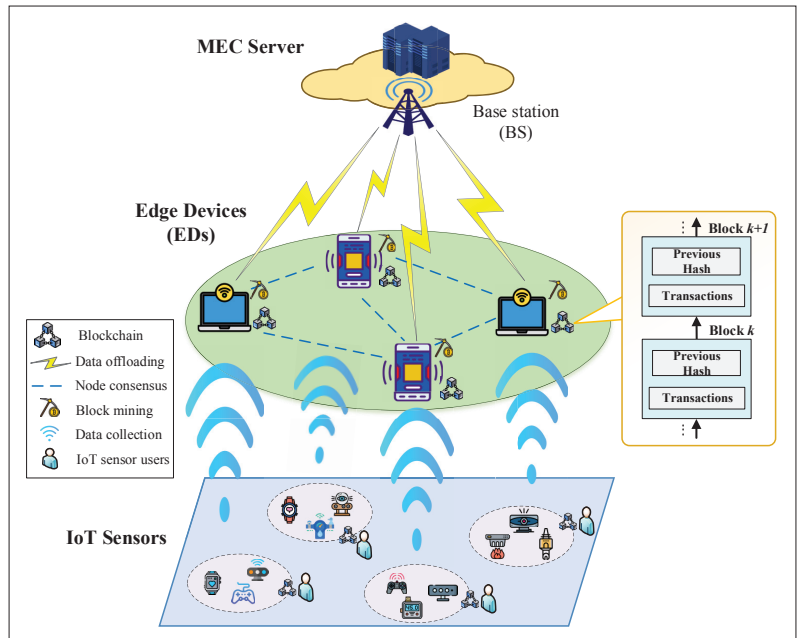 MEC Server
Base station
(BS)
Edge Devices
(EDs)
⋮ Block k+1
Previous
Hash
Transactions
Block k
Previous
Hash
Transactions
⋮
Blockchain
Data offloading
Node consensus
Block mining
Data collection
IoT sensor users
IoT Sensors